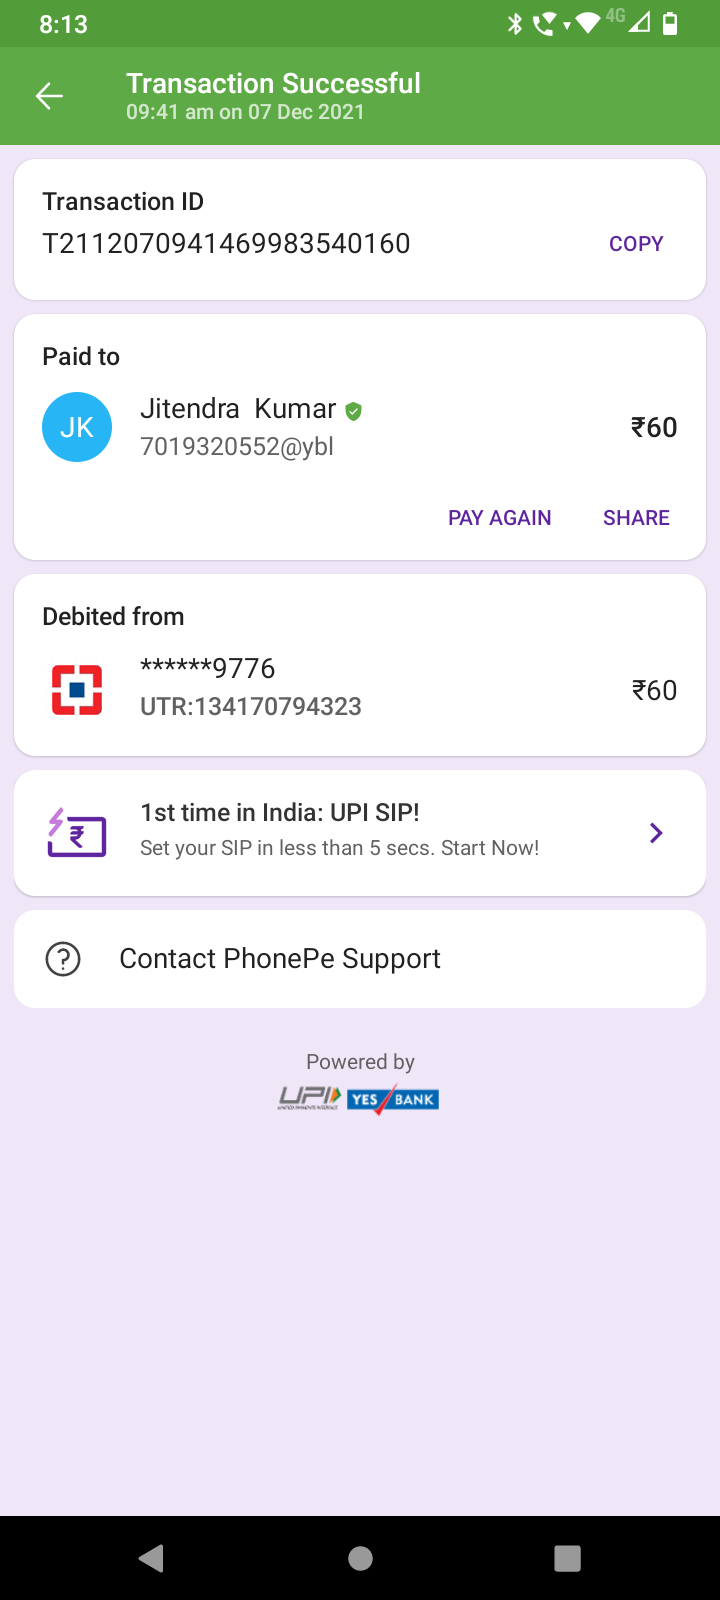 8:13
4G
Transaction Successful
09:41 am on 07 Dec 2021
Transaction ID
T2112070941469983540160
COPY
Paid to
JK
Jitendra  Kumar
₹60
7019320552@ybl
PAY AGAIN
SHARE
Debited from
******9776
₹60
UTR:134170794323
1st time in India: UPI SIP!
Set your SIP in less than 5 secs. Start Now!
Contact PhonePe Support
Powered by
UPI
UNIFIED PAYMENTS INTERFACE
YES BANK